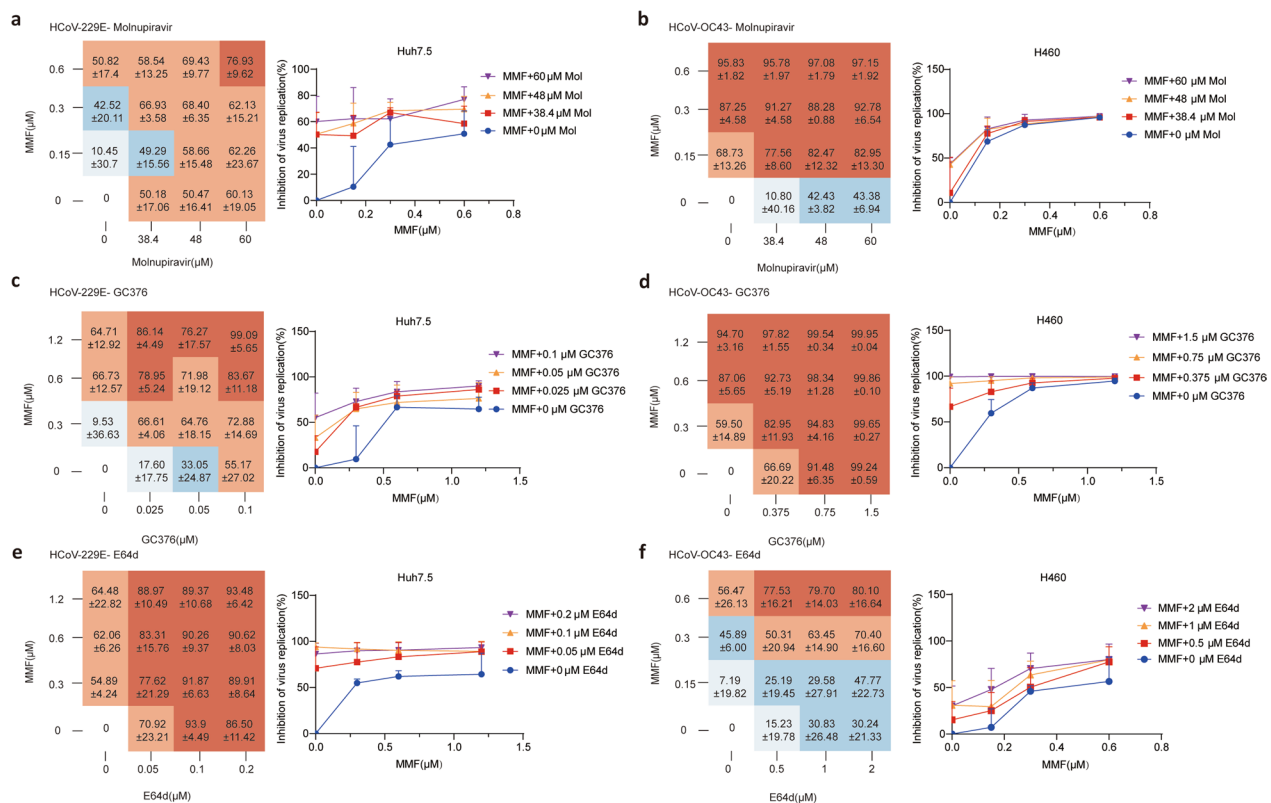 a
HCoV-229E- Molnupiravir
MMF(μM)
0.6
50.82 58.54 69.43 76.93
±17.4 ±13.25 ±9.77 ±9.62
0.3
42.52 66.93 68.40 62.13
±20.11 ±3.58 ±6.35 ±15.21
0.15
10.45 49.29 58.66 62.26
±30.7 ±15.56 ±15.48 ±23.67
0
0 50.18 50.47 60.13
±17.06 ±16.41 ±19.05
0 38.4 48 60
Molnupiravir(μM)
Huh7.5
Inhibition of virus replication(%)
150
100
50
0
0.0 0.2 0.4 0.6 0.8
MMF(μM)
MMF+60 μM Mol
MMF+48 μM Mol
MMF+38.4 μM Mol
MMF+0 μM Mol
b
HCoV-OC43- Molnupiravir
MMF(μM)
0.6
95.83 95.78 97.08 97.15
±1.82 ±1.97 ±1.79 ±1.92
0.3
87.25 91.27 88.28 92.78
±4.58 ±4.58 ±0.88 ±6.54
0.15
68.73 77.56 82.47 82.95
±13.26 ±8.60 ±12.32 ±13.30
0
0 10.80 42.43 43.38
±40.16 ±3.82 ±6.94
0 38.4 48 60
Molnupiravir(μM)
H460
Inhibition of virus replication(%)
150
100
50
0
0.0 0.2 0.4 0.6 0.8
MMF(μM)
MMF+60 μM Mol
MMF+48 μM Mol
MMF+38.4 μM Mol
MMF+0 μM Mol
c
HCoV-229E- GC376
MMF(μM)
1.2
64.71 86.14 76.27 99.09
±12.92 ±4.49 ±17.57 ±5.65
0.6
66.73 78.95 71.98 83.67
±12.57 ±5.24 ±19.12 ±11.18
0.3
9.53 66.61 64.76 72.88
±36.63 ±4.06 ±18.15 ±14.69
0
0 17.60 33.05 55.17
±17.75 ±24.87 ±27.02
0 0.025 0.05 0.1
GC376(μM)
Huh7.5
Inhibition of virus replication(%)
150
100
50
0
0.0 0.5 1.0 1.5
MMF(μM)
MMF+0.1 μM GC376
MMF+0.05 μM GC376
MMF+0.025 μM GC376
MMF+0 μM GC376
d
HCoV-OC43- GC376
MMF(μM)
1.2
94.70 97.82 99.54 99.95
±3.16 ±1.55 ±0.34 ±0.04
0.6
87.06 92.73 98.34 99.86
±5.65 ±5.19 ±1.28 ±0.10
0.3
59.50 82.95 94.83 99.65
±14.89 ±11.93 ±4.16 ±0.27
0
0 66.69 91.48 99.24
±20.22 ±6.35 ±0.59
0 0.375 0.75 1.5
GC376(μM)
H460
Inhibition of virus replication(%)
150
100
50
0
0.0 0.5 1.0 1.5
MMF(μM)
MMF+1.5 μM GC376
MMF+0.75 μM GC376
MMF+0.375 μM GC376
MMF+0 μM GC376
e
HCoV-229E- E64d
MMF(μM)
1.2
64.48 88.97 89.37 93.48
±22.82 ±10.49 ±10.68 ±6.42
0.6
62.06 83.31 90.26 90.62
±6.26 ±15.76 ±9.37 ±8.03
0.3
54.89 77.62 91.87 89.91
±4.24 ±21.29 ±6.63 ±8.64
0
0 70.92 93.9 86.50
±23.21 ±4.49 ±11.42
0 0.05 0.1 0.2
E64d(μM)
Huh7.5
Inhibition of virus replication(%)
150
100
50
0
0.0 0.5 1.0 1.5
MMF(μM)
MMF+0.2 μM E64d
MMF+0.1 μM E64d
MMF+0.05 μM E64d
MMF+0 μM E64d
f
HCoV-OC43- E64d
MMF(μM)
0.6
56.47 77.53 79.70 80.10
±26.13 ±16.21 ±14.03 ±16.64
0.3
45.89 50.31 63.45 70.40
±6.00 ±20.94 ±14.90 ±16.60
0.15
7.19 25.19 29.58 47.77
±19.82 ±19.45 ±27.91 ±22.73
0
0 15.23 30.83 30.24
±19.78 ±26.48 ±21.33
0 0.5 1 2
E64d(μM)
H460
Inhibition of virus replication(%)
150
100
50
0
0.0 0.2 0.4 0.6 0.8
MMF(μM)
MMF+2 μM E64d
MMF+1 μM E64d
MMF+0.5 μM E64d
MMF+0 μM E64d